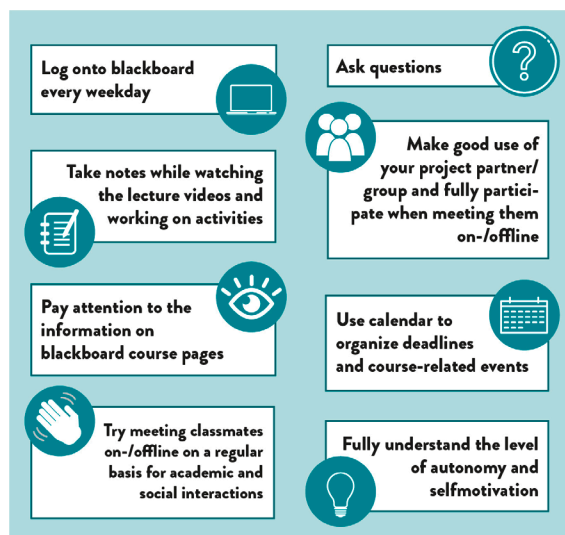 Log onto blackboard
every weekday
Take notes while watching
the lecture videos and
working on activities
Pay attention to the
information on
blackboard course pages
Try meeting classmates
on-/offline on a regular
basis for academic and
social interactions
Ask questions
?
Make good use of
your project partner/
group and fully partici-
pate when meeting them
on-/offline
Use calendar to
organize deadlines
and course-related events
Fully understand the level
of autonomy and
selfmotivation